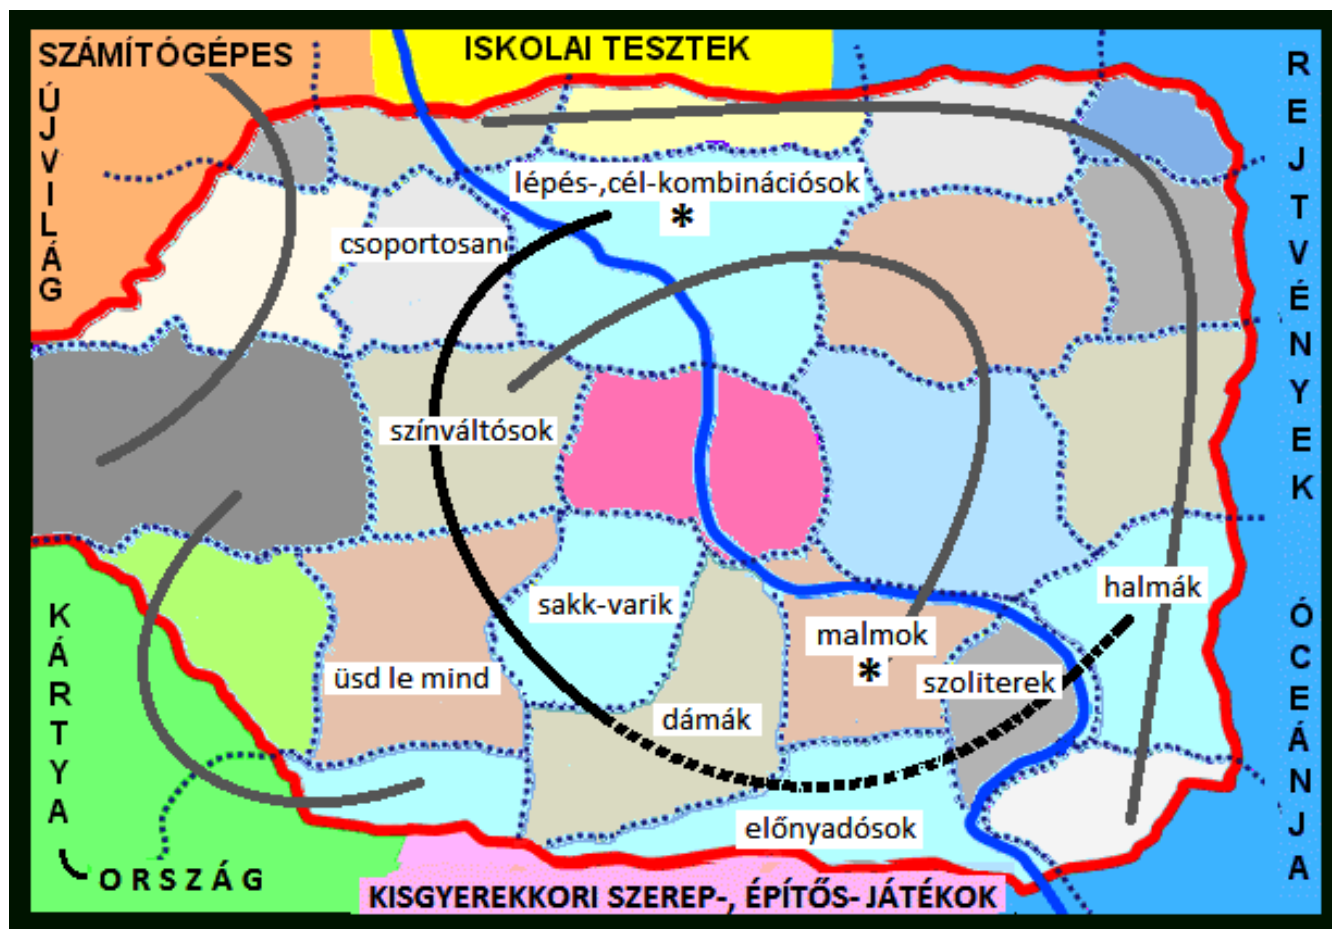 SZÁMÍTÓGÉPES
ÚJVILÁG
ISKOLAI TESZTEK
REJTVÉNYEK ÓCEÁNJA
lépés-,cél-kombinációsok
*
csoportosan
színváltósok
halmák
sakk-varik
malmok
*
üsd le mind
szoliterek
dámák
előnyadósok
KÁRTYA
ORSZÁG
KISGYEREKKORI SZEREP-, ÉPÍTŐS- JÁTÉKOK